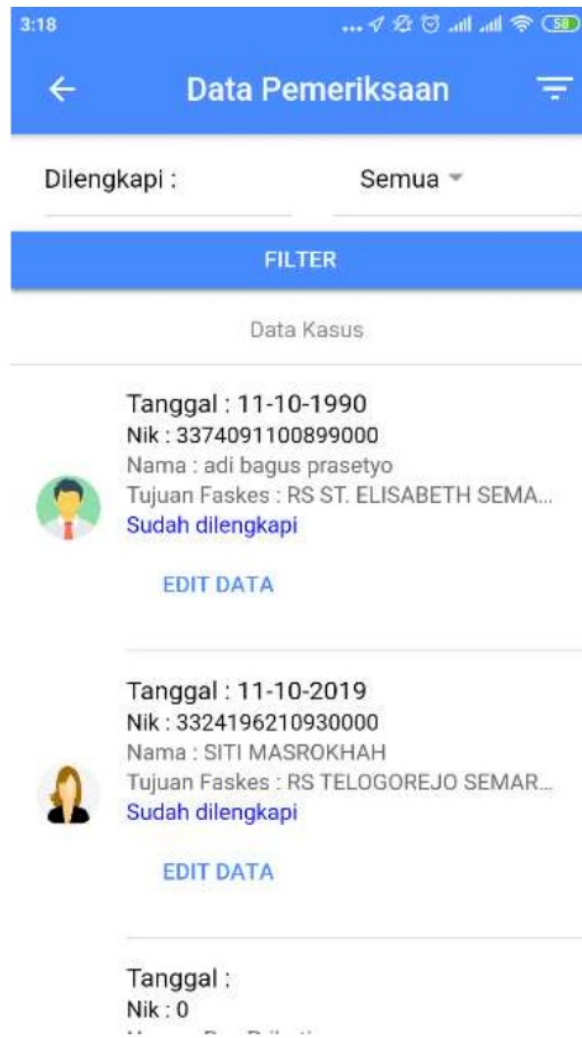 3:18
... 58
Data Pemeriksaan
Dilengkapi : Semua
FILTER
Data Kasus
Tanggal : 11-10-1990
Nik : 3374091100899000
Nama : adi bagus prasetyo
Tujuan Faskes : RS ST. ELISABETH SEMA...
Sudah dilengkapi
EDIT DATA
Tanggal : 11-10-2019
Nik : 3324196210930000
Nama : SITI MASROKHAH
Tujuan Faskes : RS TELOGOREJO SEMAR...
Sudah dilengkapi
EDIT DATA
Tanggal :
Nik : 0